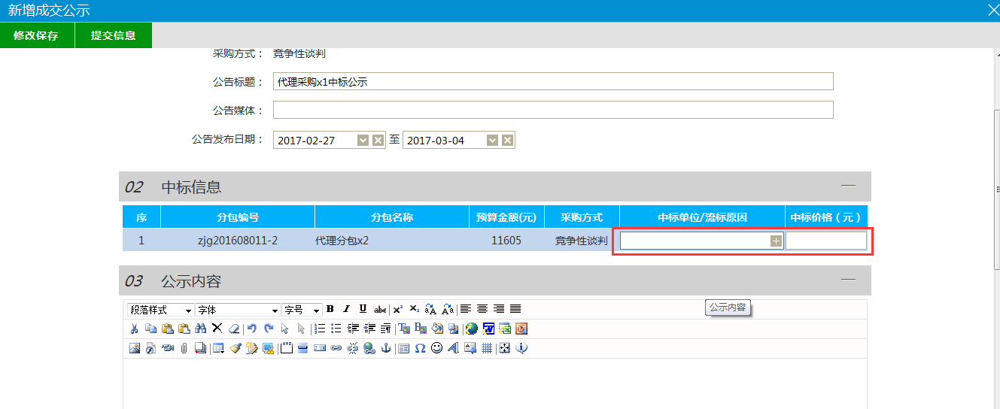 新增成交公示
修改保存 提交信息
采购方式： 竞争性谈判
公告标题： 代理采购x1中标公示
公告媒体：
公告发布日期： 2017-02-27 至 2017-03-04
02 中标信息
序 分包编号 分包名称 预算金额(元) 采购方式 中标单位/流标原因 中标价格（元）
1 zjg201608011-2 代理分包x2 11605 竞争性谈判
03 公示内容
公示内容
段落样式 字体 字号 B I U abc x² x₂ aA Aa